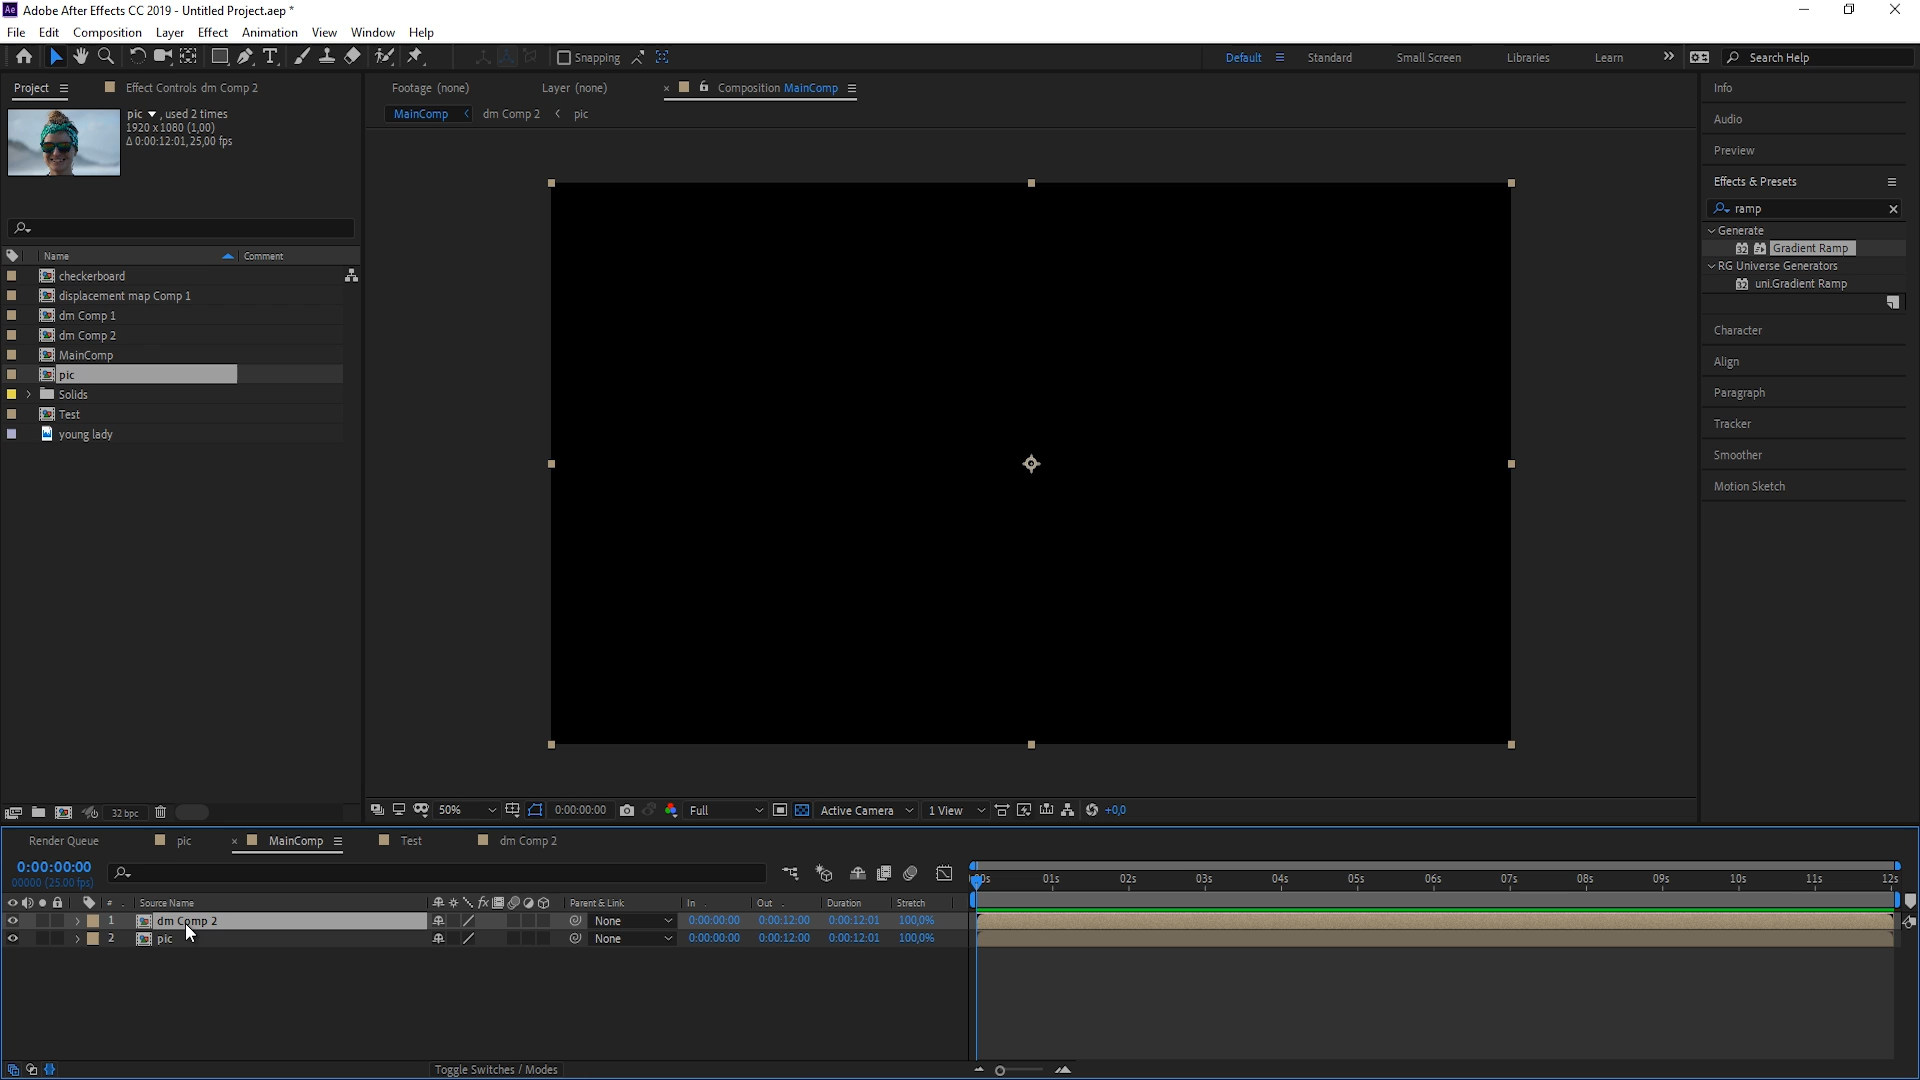 Adobe After Effects CC 2019 - Untitled Project.aep *
File Edit Composition Layer Effect Animation View Window Help
Snapping
Default Standard Small Screen Libraries Learn Search Help
Project Effect Controls dm Comp 2
pic , used 2 times
1920 x 1080 (1,00)
Δ 0:00:12:01, 25,00 fps
Name Comment
checkerboard
displacement map Comp 1
dm Comp 1
dm Comp 2
MainComp
pic
Solids
Test
young lady
32 bpc
Footage (none) Layer (none) Composition MainComp
MainComp dm Comp 2 pic
50% 0:00:00:00 Full Active Camera 1 View +0,0
Info
Audio
Preview
Effects & Presets
ramp
Generate
Gradient Ramp
RG Universe Generators
uni.Gradient Ramp
Character
Align
Paragraph
Tracker
Smoother
Motion Sketch
Render Queue pic MainComp Test dm Comp 2
0:00:00:00
00000 (25.00 fps)
01s 02s 03s 04s 05s 06s 07s 08s 09s 10s 11s 12s
# Source Name Parent & Link In Out Duration Stretch
1 dm Comp 2 None 0:00:00:00 0:00:12:00 0:00:12:01 100,0%
2 pic None 0:00:00:00 0:00:12:00 0:00:12:01 100,0%
Toggle Switches / Modes